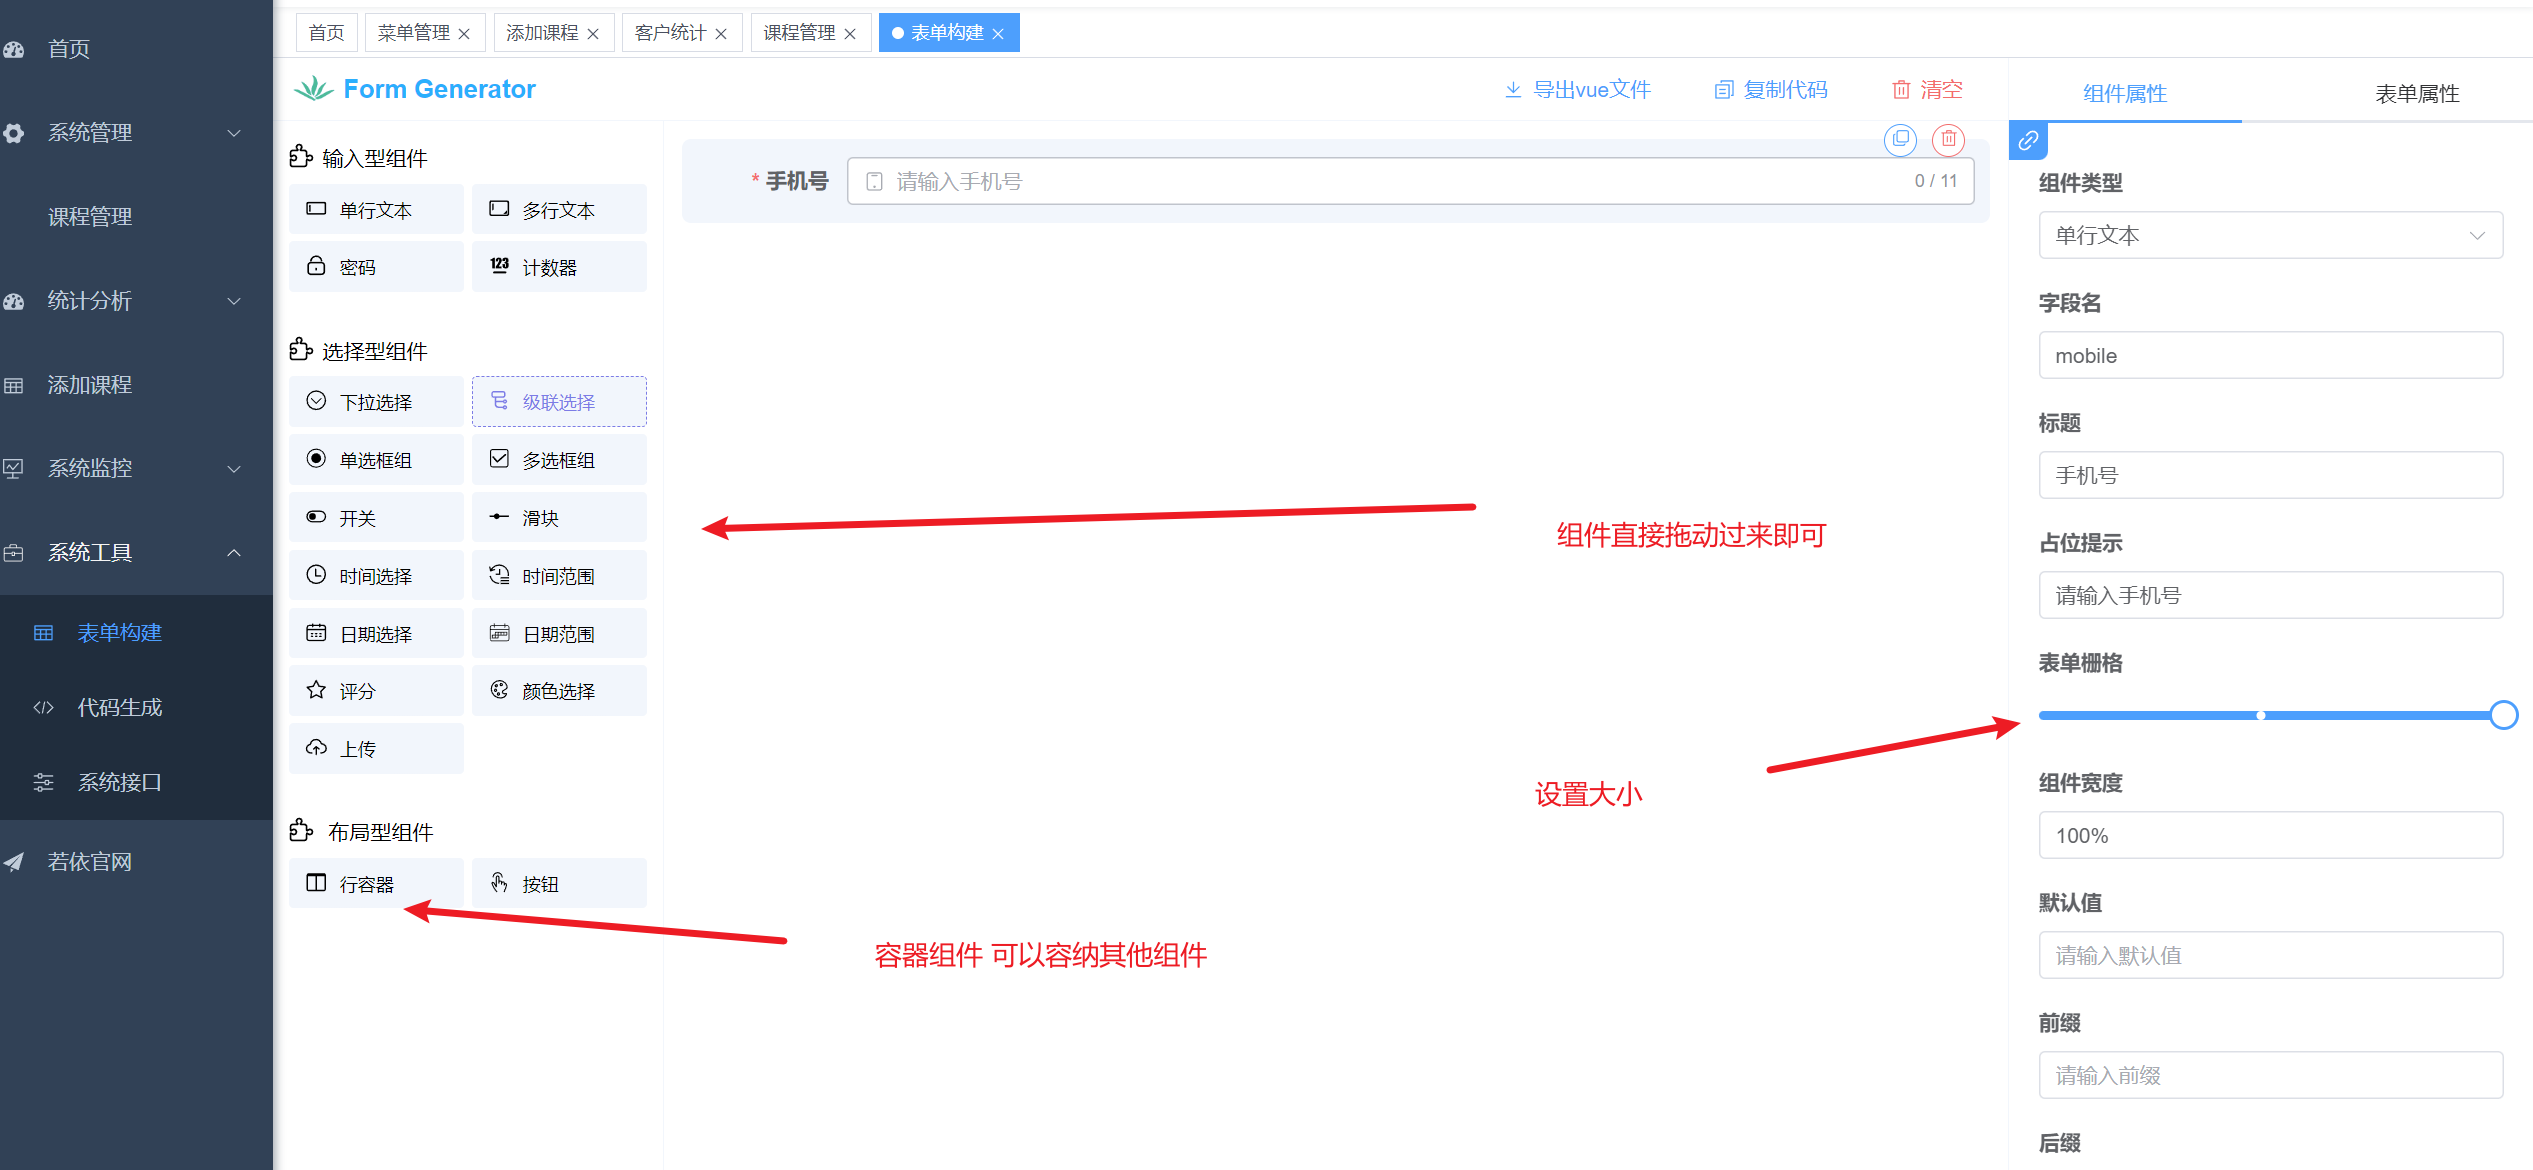 首页
系统管理
课程管理
统计分析
添加课程
系统监控
系统工具
表单构建
代码生成
系统接口
若依官网
首页 菜单管理 添加课程 客户统计 课程管理 表单构建
Form Generator 导出vue文件 复制代码 清空
输入型组件
单行文本 多行文本
密码 123 计数器
选择型组件
下拉选择 级联选择
单选框组 多选框组
开关 滑块
时间选择 时间范围
日期选择 日期范围
评分 颜色选择
上传
布局型组件
行容器 按钮
* 手机号 请输入手机号 0 / 11
组件直接拖动过来即可
设置大小
容器组件 可以容纳其他组件
组件属性 表单属性
组件类型
单行文本
字段名
mobile
标题
手机号
占位提示
请输入手机号
表单栅格
组件宽度
100%
默认值
请输入默认值
前缀
请输入前缀
后缀